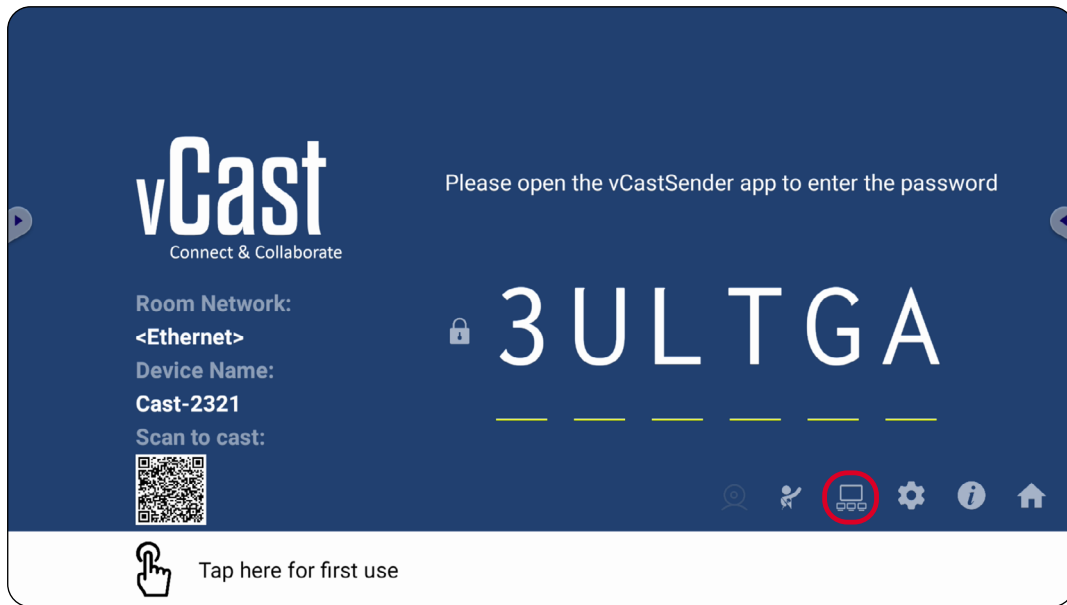 vCast
Connect & Collaborate
Please open the vCastSender app to enter the password
Room Network:
<Ethernet>
Device Name:
Cast-2321
Scan to cast:
3ULTGA
Tap here for first use